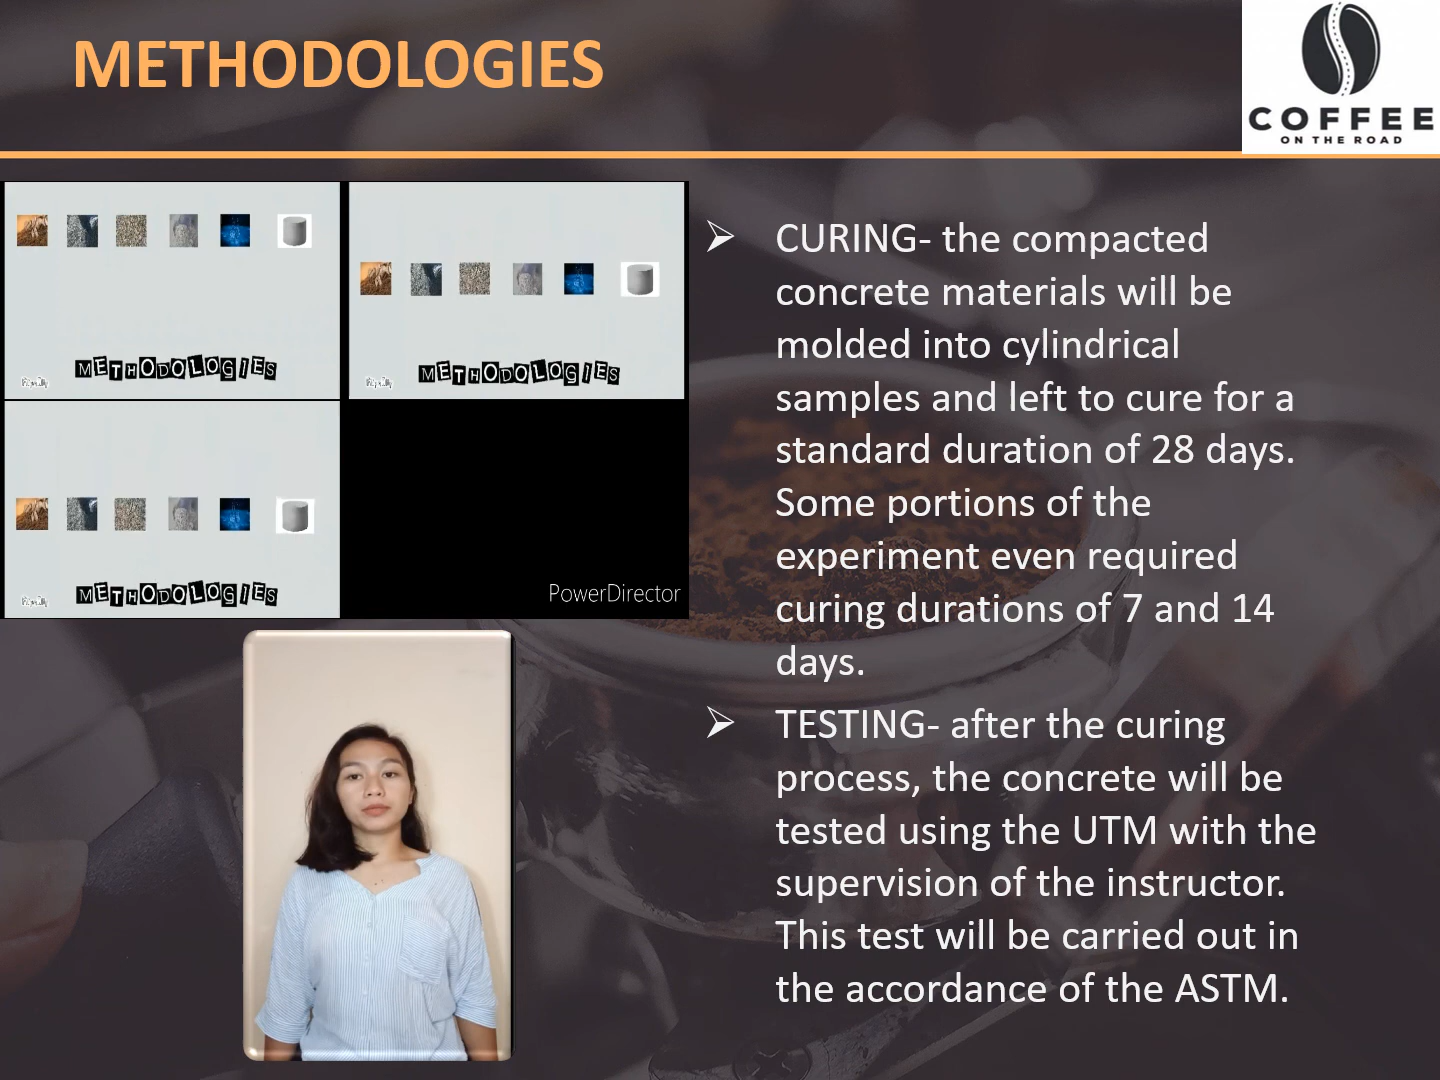 METHODOLOGIES
COFFEE
ON THE ROAD
METHODOLOGIES
METHODOLOGIES
METHODOLOGIES
PowerDirector
CURING- the compacted
concrete materials will be
molded into cylindrical
samples and left to cure for a
standard duration of 28 days.
Some portions of the
experiment even required
curing durations of 7 and 14
days.
TESTING- after the curing
process, the concrete will be
tested using the UTM with the
supervision of the instructor.
This test will be carried out in
the accordance of the ASTM.